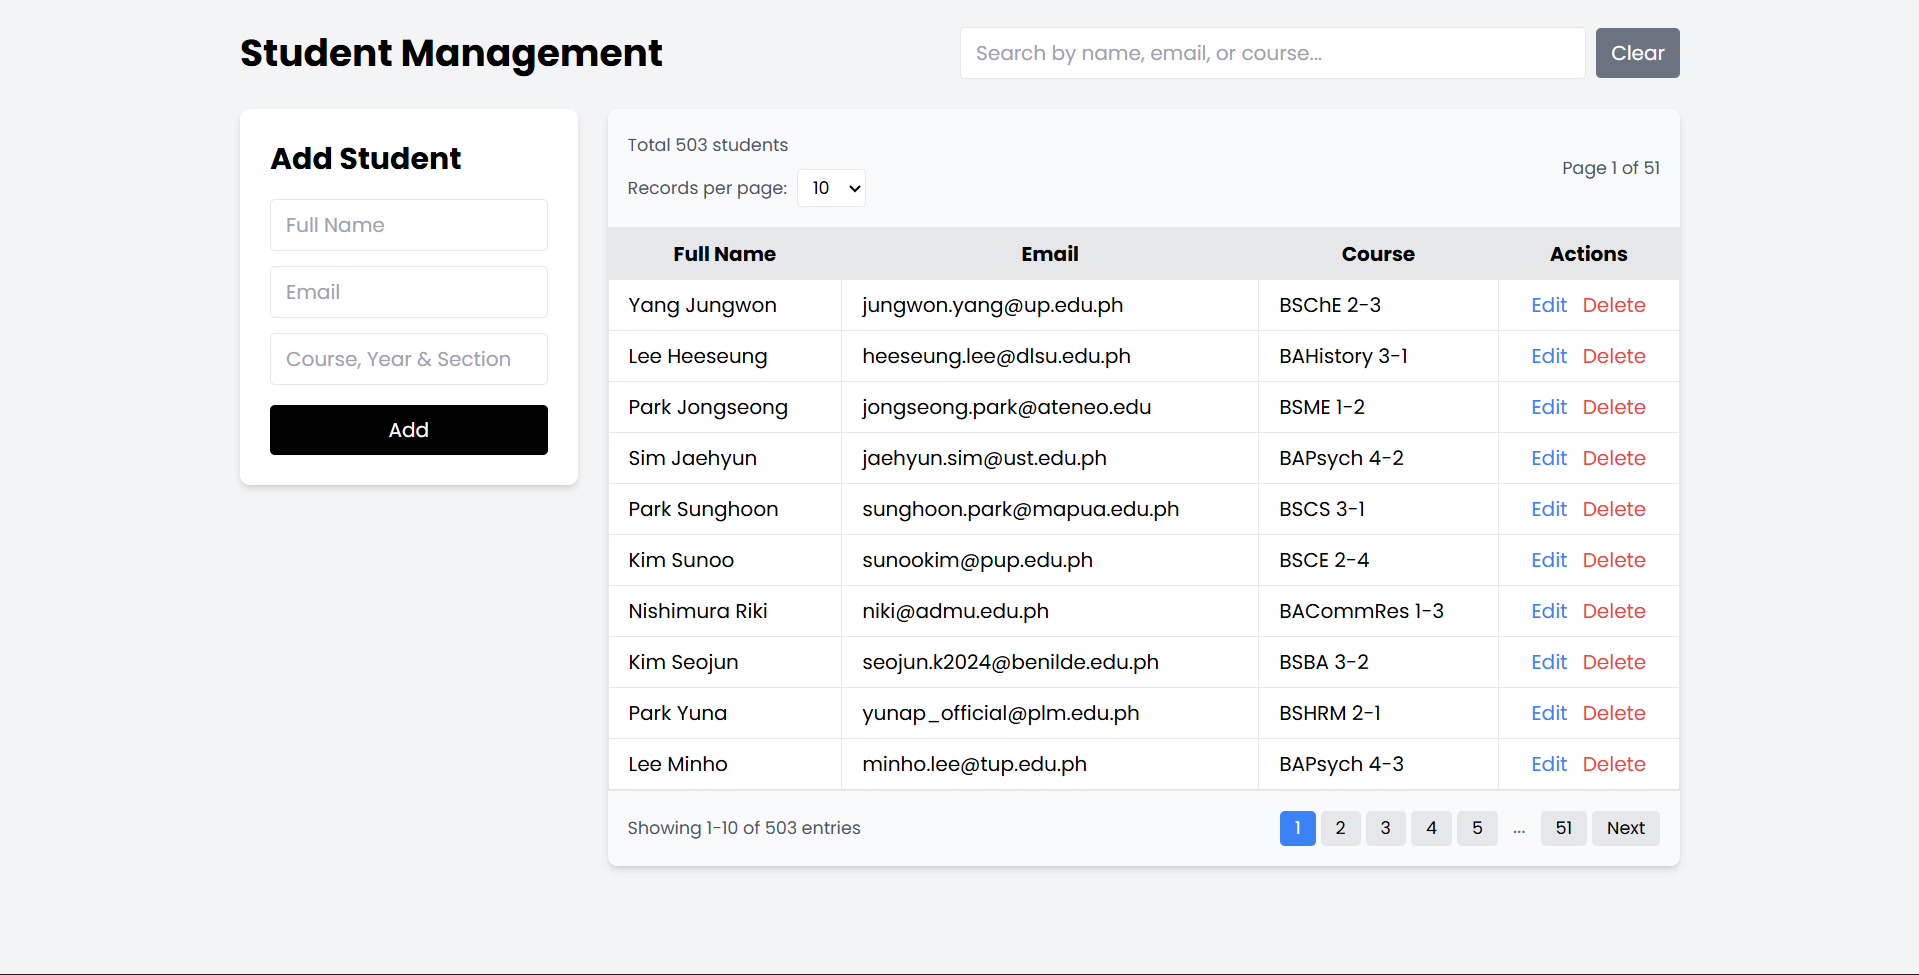 Student Management
Search by name, email, or course...
Clear
Add Student
Full Name
Email
Course, Year & Section
Add
Total 503 students
Records per page: 10
Page 1 of 51
Full Name Email Course Actions
Yang Jungwon jungwon.yang@up.edu.ph BSChE 2-3 Edit Delete
Lee Heeseung heeseung.lee@dlsu.edu.ph BAHistory 3-1 Edit Delete
Park Jongseong jongseong.park@ateneo.edu BSME 1-2 Edit Delete
Sim Jaehyun jaehyun.sim@ust.edu.ph BAPsych 4-2 Edit Delete
Park Sunghoon sunghoon.park@mapua.edu.ph BSCS 3-1 Edit Delete
Kim Sunoo sunookim@pup.edu.ph BSCE 2-4 Edit Delete
Nishimura Riki niki@admu.edu.ph BACommRes 1-3 Edit Delete
Kim Seojun seojun.k2024@benilde.edu.ph BSBA 3-2 Edit Delete
Park Yuna yunap_official@plm.edu.ph BSHRM 2-1 Edit Delete
Lee Minho minho.lee@tup.edu.ph BAPsych 4-3 Edit Delete
Showing 1-10 of 503 entries
1 2 3 4 5 ... 51 Next